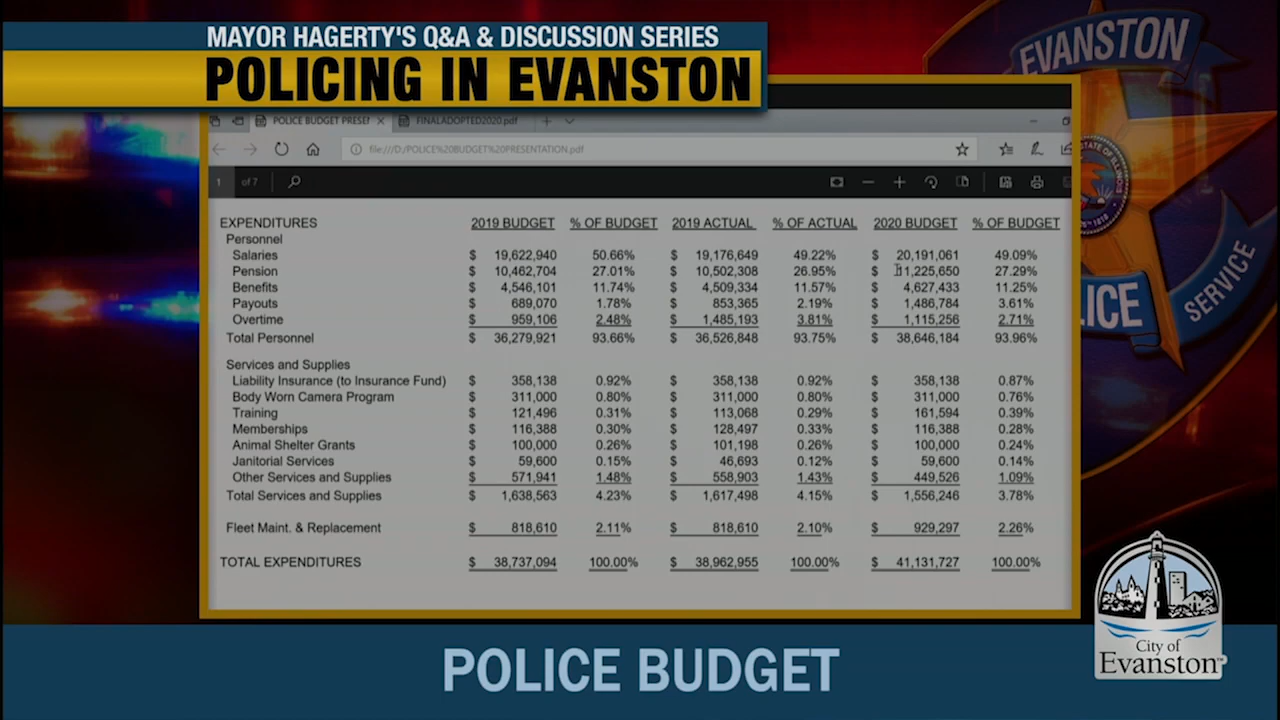 MAYOR HAGERTY'S Q&A & DISCUSSION SERIES
POLICING IN EVANSTON
EVANSTON
STATE OF ILLINOIS
LICE
SERVICE
POLICE BUDGET PRESEN FINALADOPTED2020.pdf
file:///D:/POLICE%20BUDGET%20PRESENTATION.pdf
1 of 7
EXPENDITURES 2019 BUDGET % OF BUDGET 2019 ACTUAL % OF ACTUAL 2020 BUDGET % OF BUDGET
Personnel
Salaries $ 19,622,940 50.66% $ 19,176,649 49.22% $ 20,191,061 49.09%
Pension $ 10,462,704 27.01% $ 10,502,308 26.95% $ 11,225,650 27.29%
Benefits $ 4,546,101 11.74% $ 4,509,334 11.57% $ 4,627,433 11.25%
Payouts $ 689,070 1.78% $ 853,365 2.19% $ 1,486,784 3.61%
Overtime $ 959,106 2.48% $ 1,485,193 3.81% $ 1,115,256 2.71%
Total Personnel $ 36,279,921 93.66% $ 36,526,848 93.75% $ 38,646,184 93.96%
Services and Supplies
Liability Insurance (to Insurance Fund) $ 358,138 0.92% $ 358,138 0.92% $ 358,138 0.87%
Body Worn Camera Program $ 311,000 0.80% $ 311,000 0.80% $ 311,000 0.76%
Training $ 121,496 0.31% $ 113,068 0.29% $ 161,594 0.39%
Memberships $ 116,388 0.30% $ 128,497 0.33% $ 116,388 0.28%
Animal Shelter Grants $ 100,000 0.26% $ 101,198 0.26% $ 100,000 0.24%
Janitorial Services $ 59,600 0.15% $ 46,693 0.12% $ 59,600 0.14%
Other Services and Supplies $ 571,941 1.48% $ 558,903 1.43% $ 449,526 1.09%
Total Services and Supplies $ 1,638,563 4.23% $ 1,617,498 4.15% $ 1,556,246 3.78%
Fleet Maint. & Replacement $ 818,610 2.11% $ 818,610 2.10% $ 929,297 2.26%
TOTAL EXPENDITURES $ 38,737,094 100.00% $ 38,962,955 100.00% $ 41,131,727 100.00%
City of
Evanston™
POLICE BUDGET